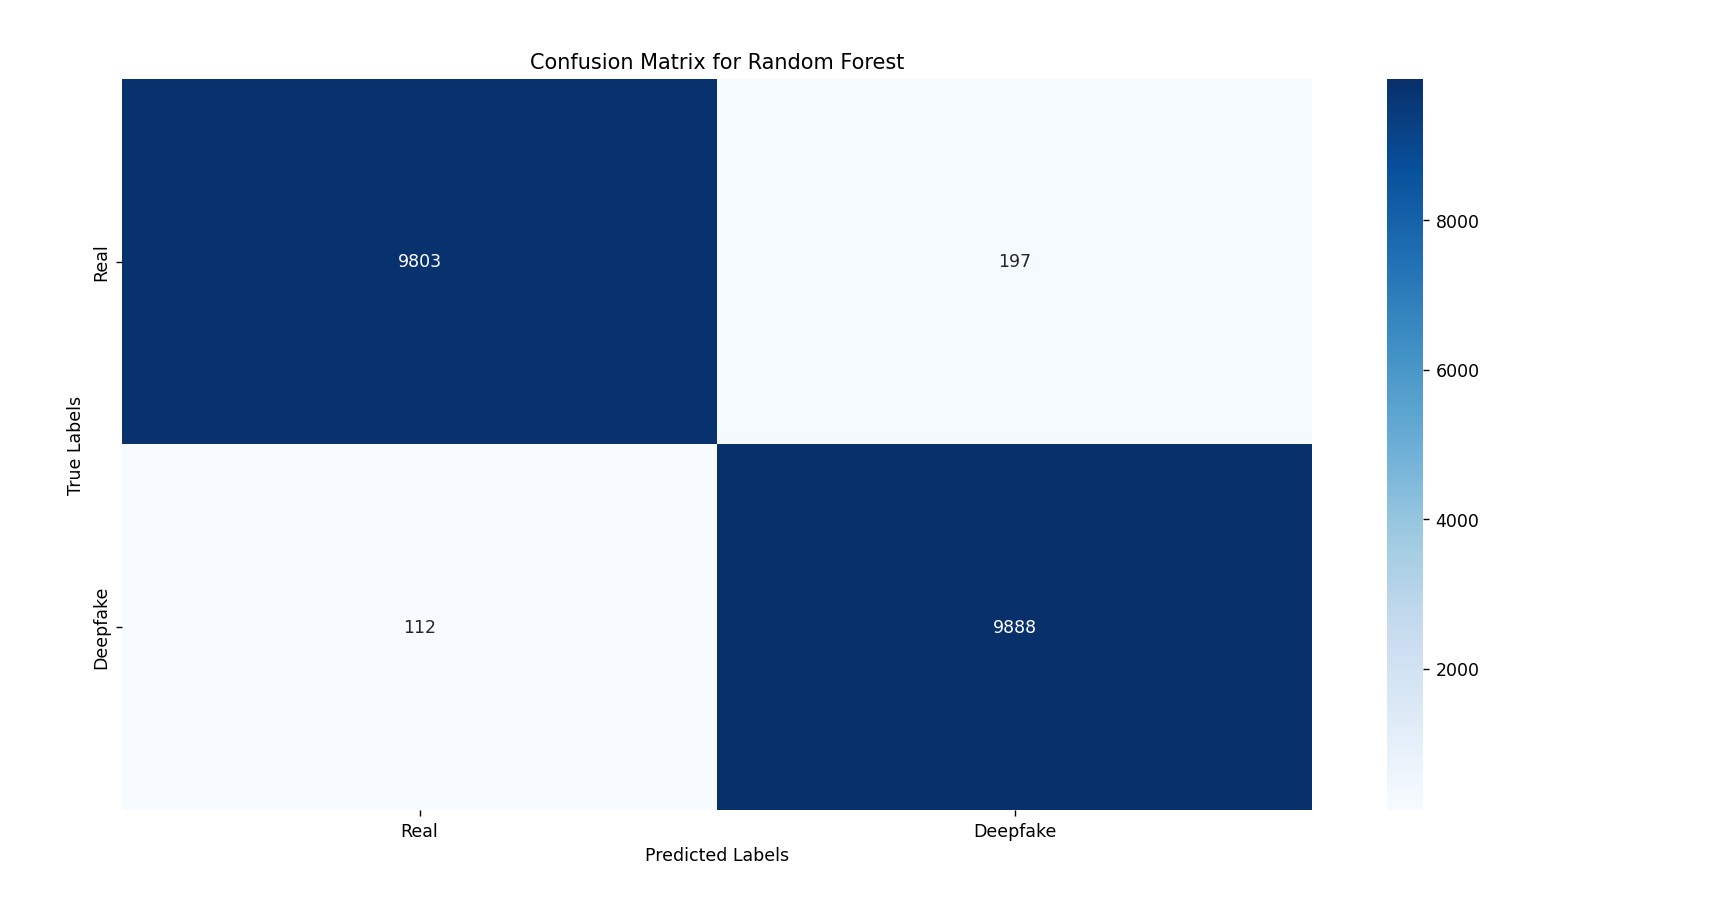 Confusion Matrix for Random Forest
True Labels
Real
Deepfake
9803
197
112
9888
Real
Deepfake
Predicted Labels
8000
6000
4000
2000